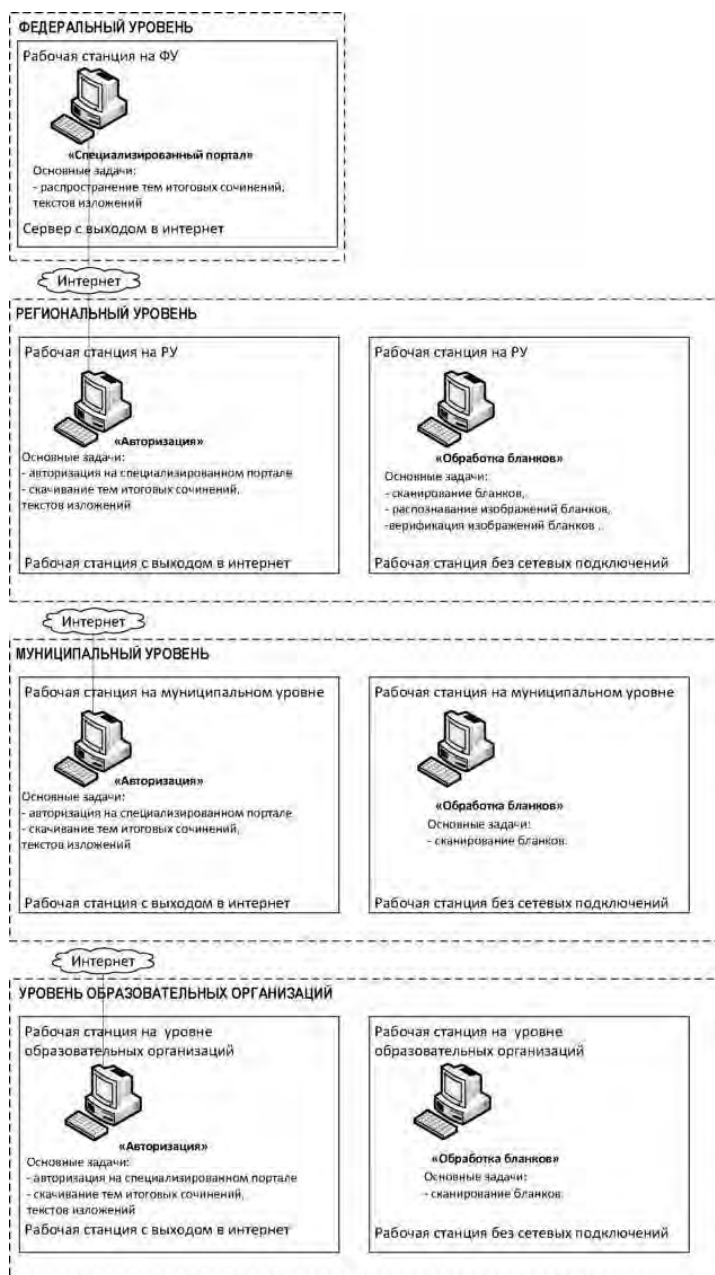 ФЕДЕРАЛЬНЫЙ УРОВЕНЬ
Рабочая станция на ФУ
«Специализированный портал»
Основные задачи:
- распространение тем итоговых сочинений,
текстов изложений
Сервер с выходом в интернет
Интернет
РЕГИОНАЛЬНЫЙ УРОВЕНЬ
Рабочая станция на РУ
«Авторизация»
Основные задачи:
- авторизация на специализированном портале
- скачивание тем итоговых сочинений,
текстов изложений
Рабочая станция с выходом в интернет
Рабочая станция на РУ
«Обработка бланков»
Основные задачи:
- сканирование бланков,
- распознавание изображений бланков,
-верификация изображений бланков ..
Рабочая станция без сетевых подключений
Интернет
МУНИЦИПАЛЬНЫЙ УРОВЕНЬ
Рабочая станция на муниципальном уровне
«Авторизация»
Основные задачи:
- авторизация на специализированном портале
- скачивание тем итоговых сочинений,
текстов изложений
Рабочая станция с выходом в интернет
Рабочая станция на муниципальном уровне
«Обработка бланков»
Основные задачи:
- сканирование бланков.
Рабочая станция без сетевых подключений
Интернет
УРОВЕНЬ ОБРАЗОВАТЕЛЬНЫХ ОРГАНИЗАЦИЙ
Рабочая станция на уровне
образовательных организаций
«Авторизация»
Основные задачи:
- авторизация на специализированном портале
- скачивание тем итоговых сочинений,
текстов изложений
Рабочая станция с выходом в интернет
Рабочая станция на уровне
образовательных организаций
«Обработка бланков»
Основные задачи:
- сканирование бланков.
Рабочая станция без сетевых подключений